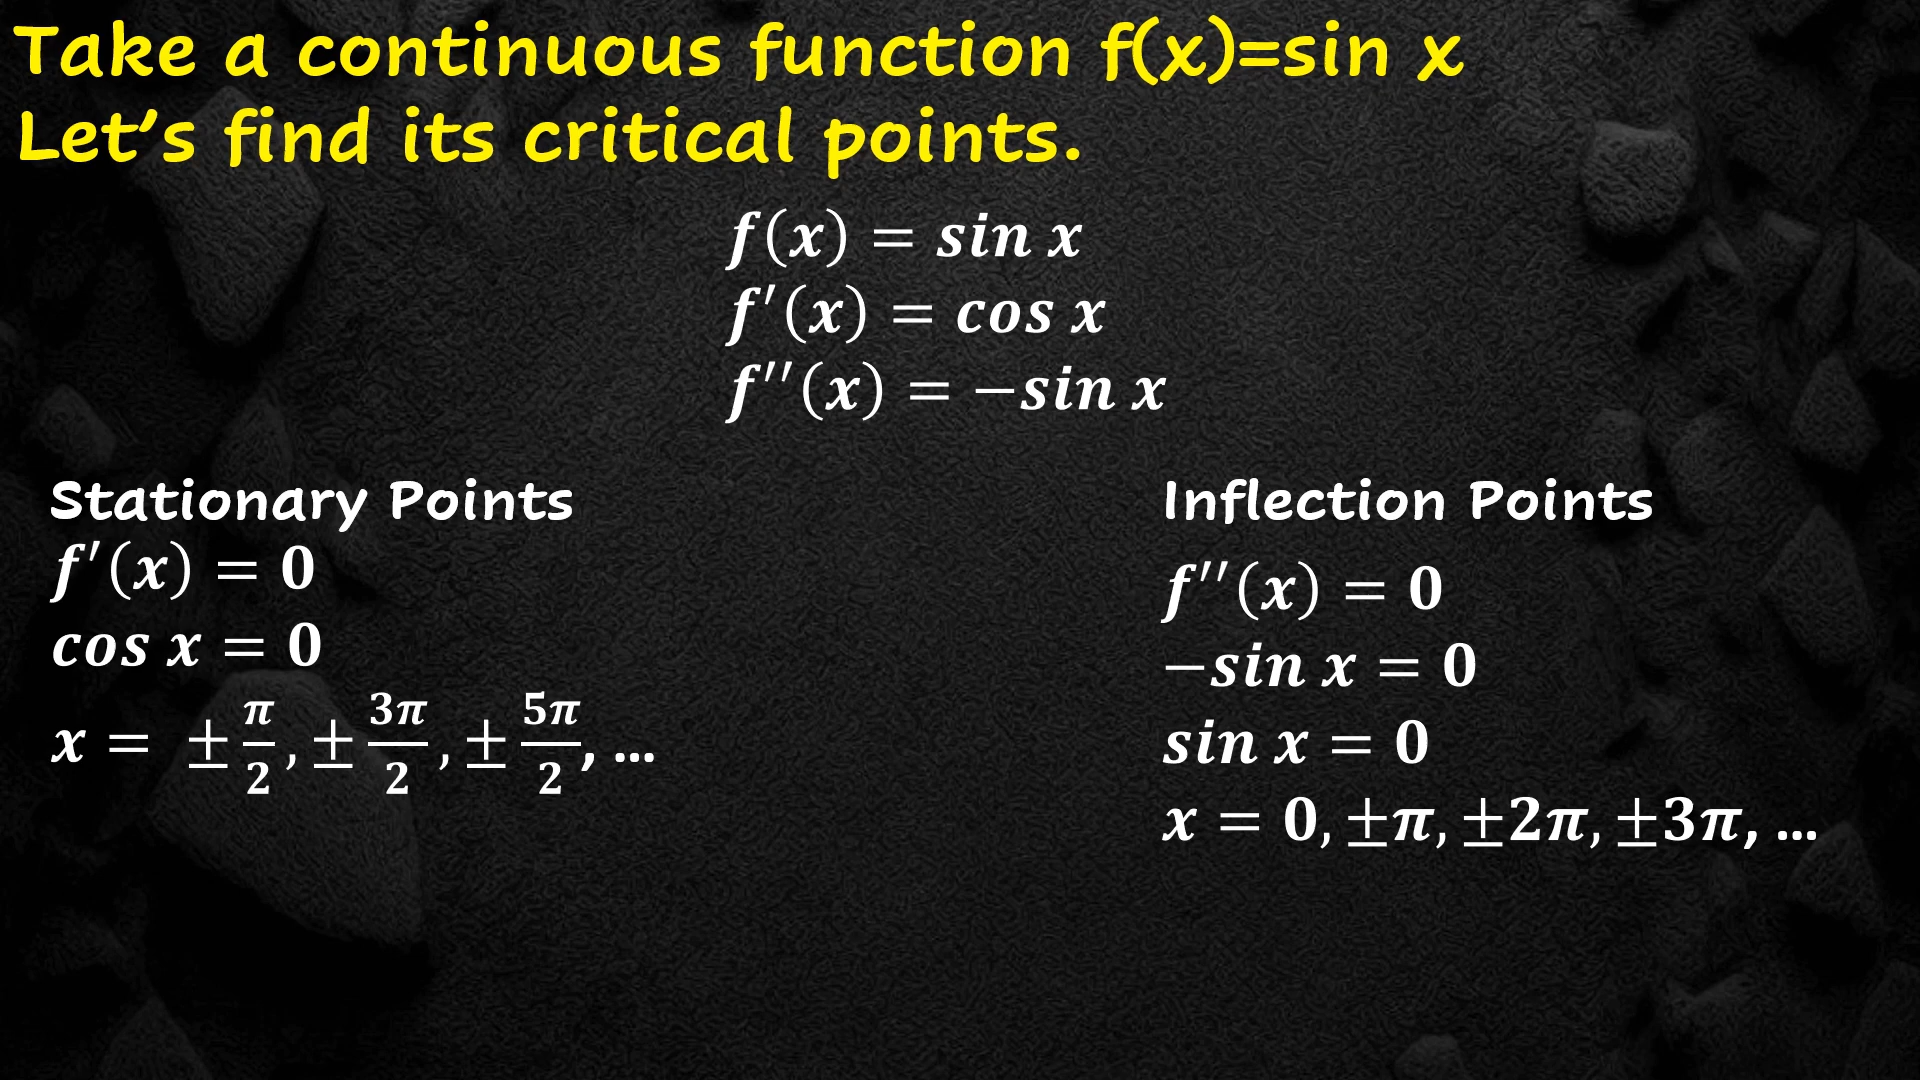 Take a continuous function f(x)=sin x
Let’s find its critical points.
f(x) = sin x
f′(x) = cos x
f′′(x) = −sin x
Stationary Points
f′(x) = 0
cos x = 0
x = ± π/2, ± 3π/2, ± 5π/2, …
Inflection Points
f′′(x) = 0
−sin x = 0
sin x = 0
x = 0, ±π, ±2π, ±3π, …